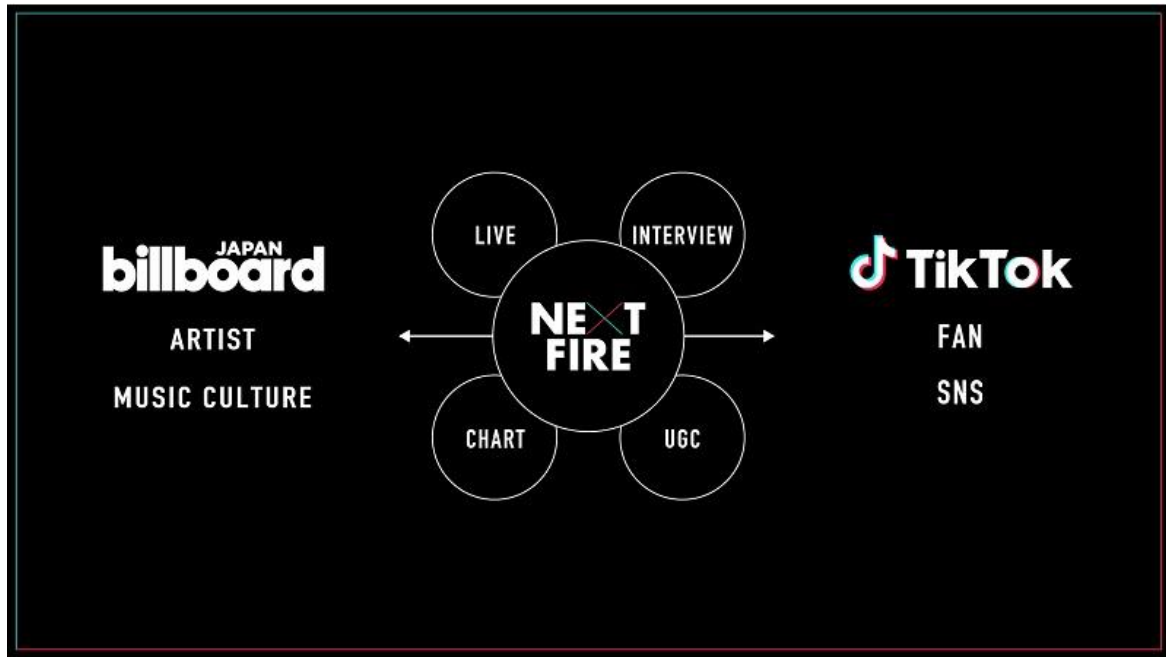 JAPAN
billboard
ARTIST
MUSIC CULTURE
LIVE
INTERVIEW
NEXT
FIRE
CHART
UGC
TikTok
FAN
SNS